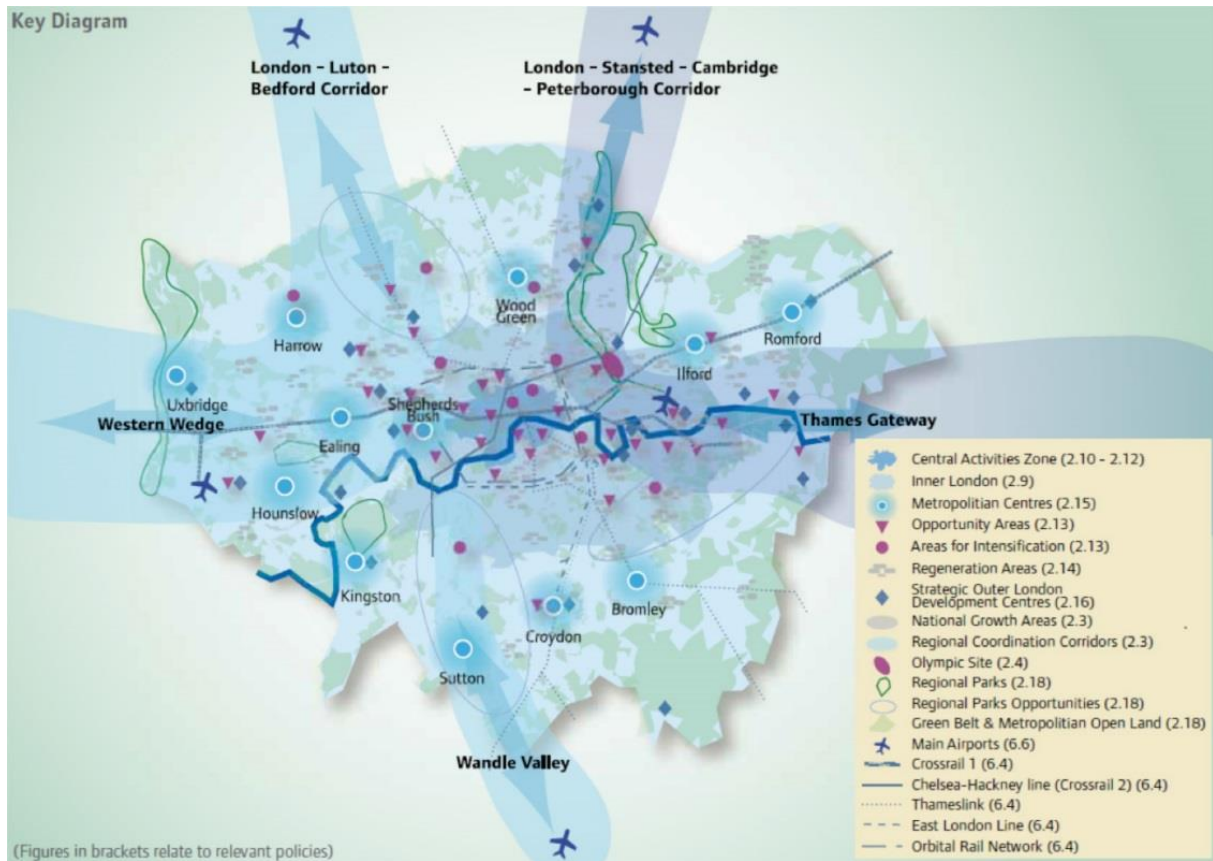 Key Diagram
London – Luton –
Bedford Corridor
London – Stansted – Cambridge
– Peterborough Corridor
Wood
Green
Harrow
Romford
Ilford
Uxbridge
Shepherds
Bush
Western Wedge
Ealing
Thames Gateway
Hounslow
Kingston
Bromley
Croydon
Sutton
Wandle Valley
Central Activities Zone (2.10 - 2.12)
Inner London (2.9)
Metropolitian Centres (2.15)
Opportunity Areas (2.13)
Areas for Intensification (2.13)
Regeneration Areas (2.14)
Strategic Outer London
Development Centres (2.16)
National Growth Areas (2.3)
Regional Coordination Corridors (2.3)
Olympic Site (2.4)
Regional Parks (2.18)
Regional Parks Opportunities (2.18)
Green Belt & Metropolitian Open Land (2.18)
Main Airports (6.6)
Crossrail 1 (6.4)
Chelsea-Hackney line (Crossrail 2) (6.4)
Thameslink (6.4)
East London Line (6.4)
Orbital Rail Network (6.4)
(Figures in brackets relate to relevant policies)